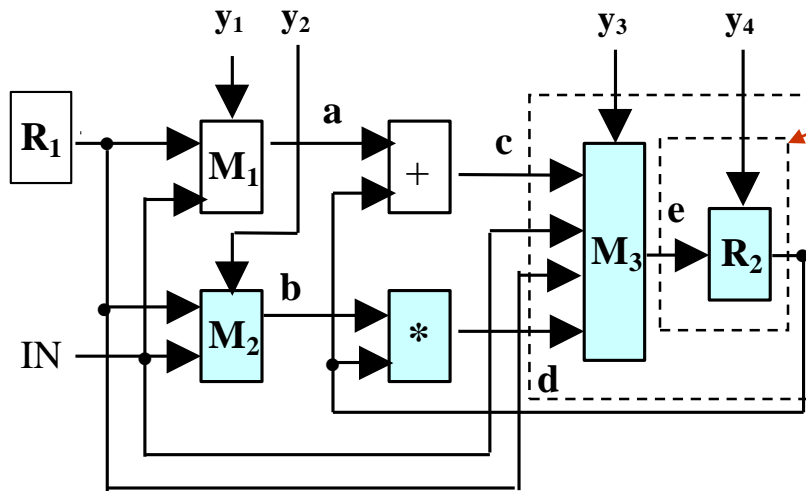 y₁ y₂ y₃ y₄
a
R₁
M₁
+
c
e
M₃
R₂
b
M₂
*
IN
d